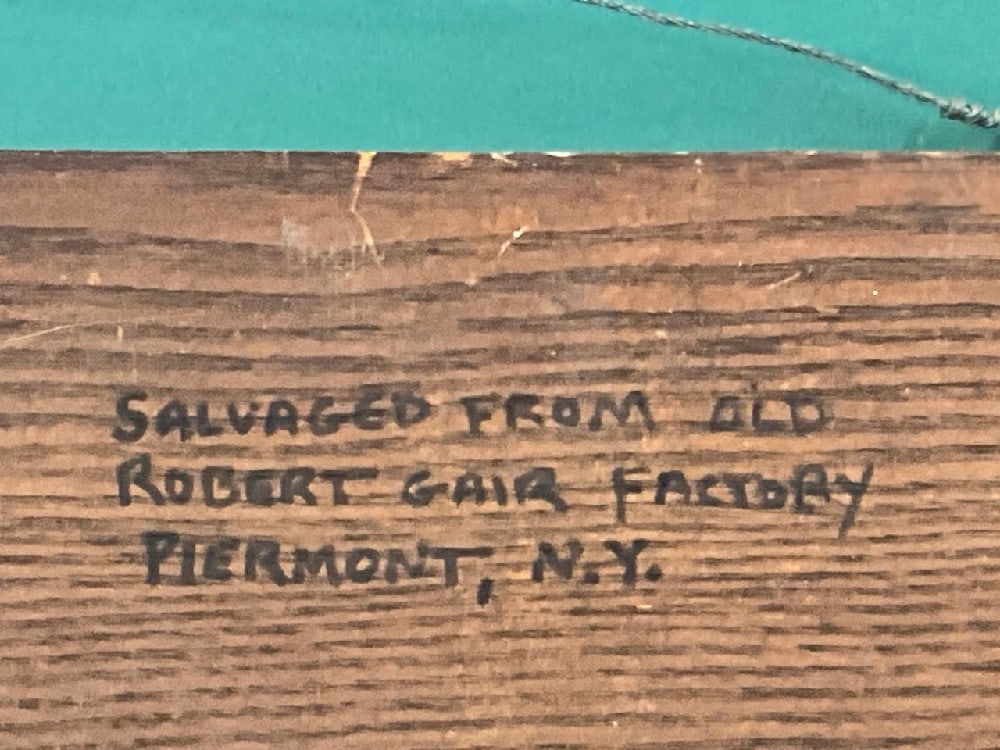 SALVAGED FROM OLD
ROBERT GAIR FACTORY
PIERMONT, N.Y.